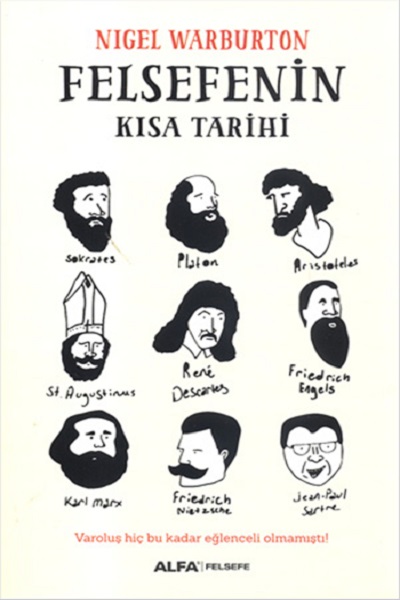 NIGEL WARBURTON
FELSEFENİN
KISA TARİHİ
Sokrates
Platon
Aristoteles
St. Augustinus
René
Descartes
Friedrich
Engels
Karl Marx
Friedrich
Nietzsche
Jean-Paul
Sartre
Varoluş hiç bu kadar eğlenceli olmamıştı!
ALFA | FELSEFE